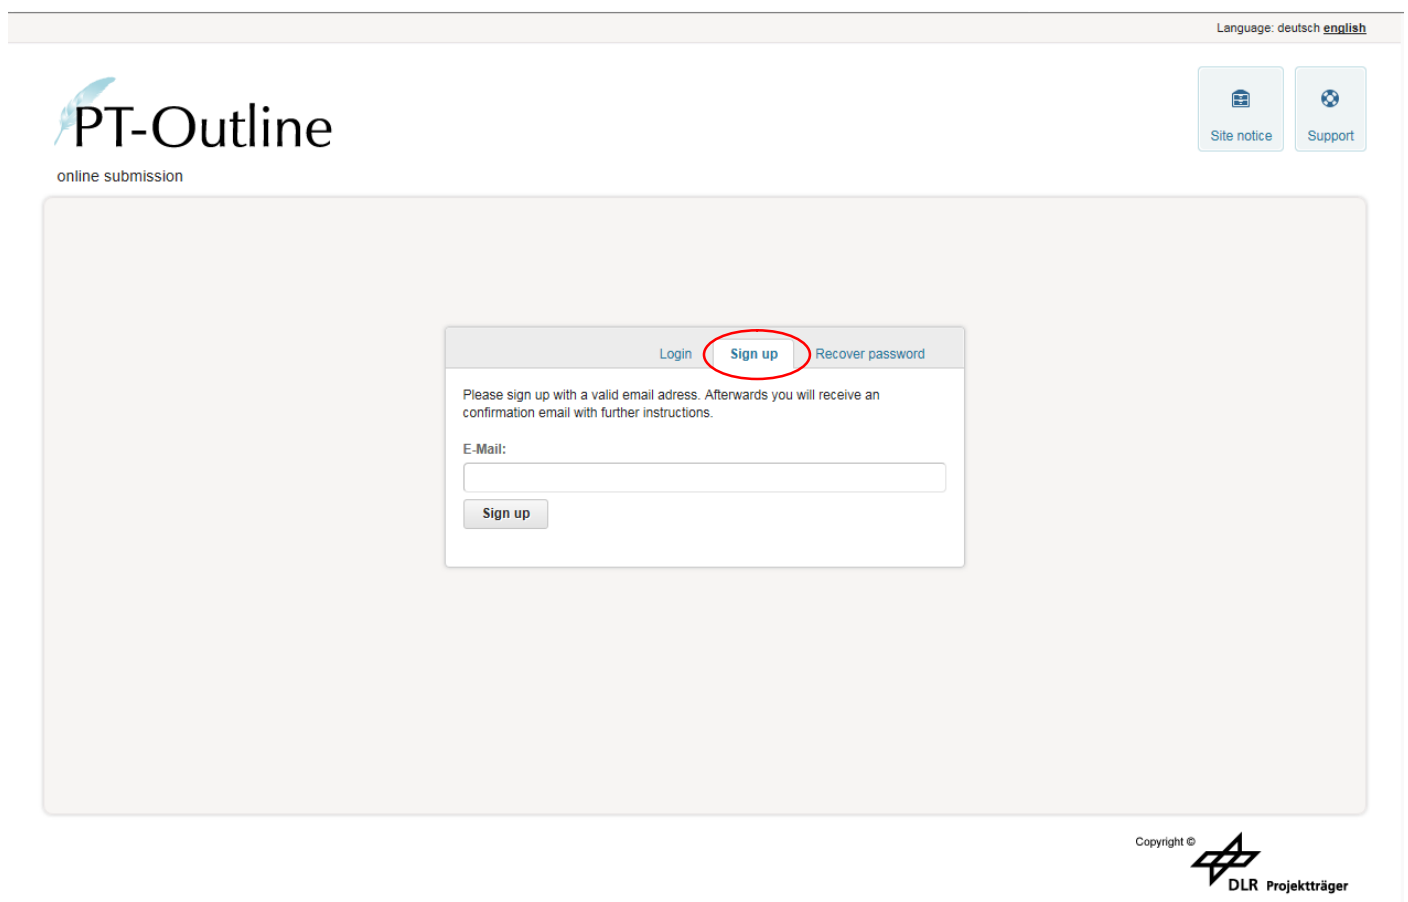 Language: deutsch english
PT-Outline
online submission
Site notice
Support
Login
Sign up
Recover password
Please sign up with a valid email adress. Afterwards you will receive an
confirmation email with further instructions.
E-Mail:
Sign up
Copyright ©
DLR Projektträger